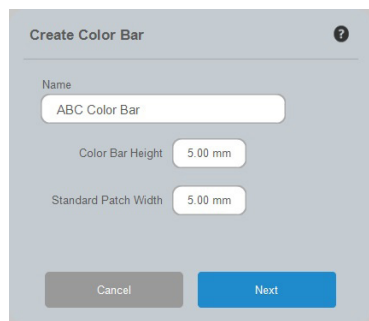 Create Color Bar ?
Name
ABC Color Bar
Color Bar Height 5.00 mm
Standard Patch Width 5.00 mm
Cancel Next